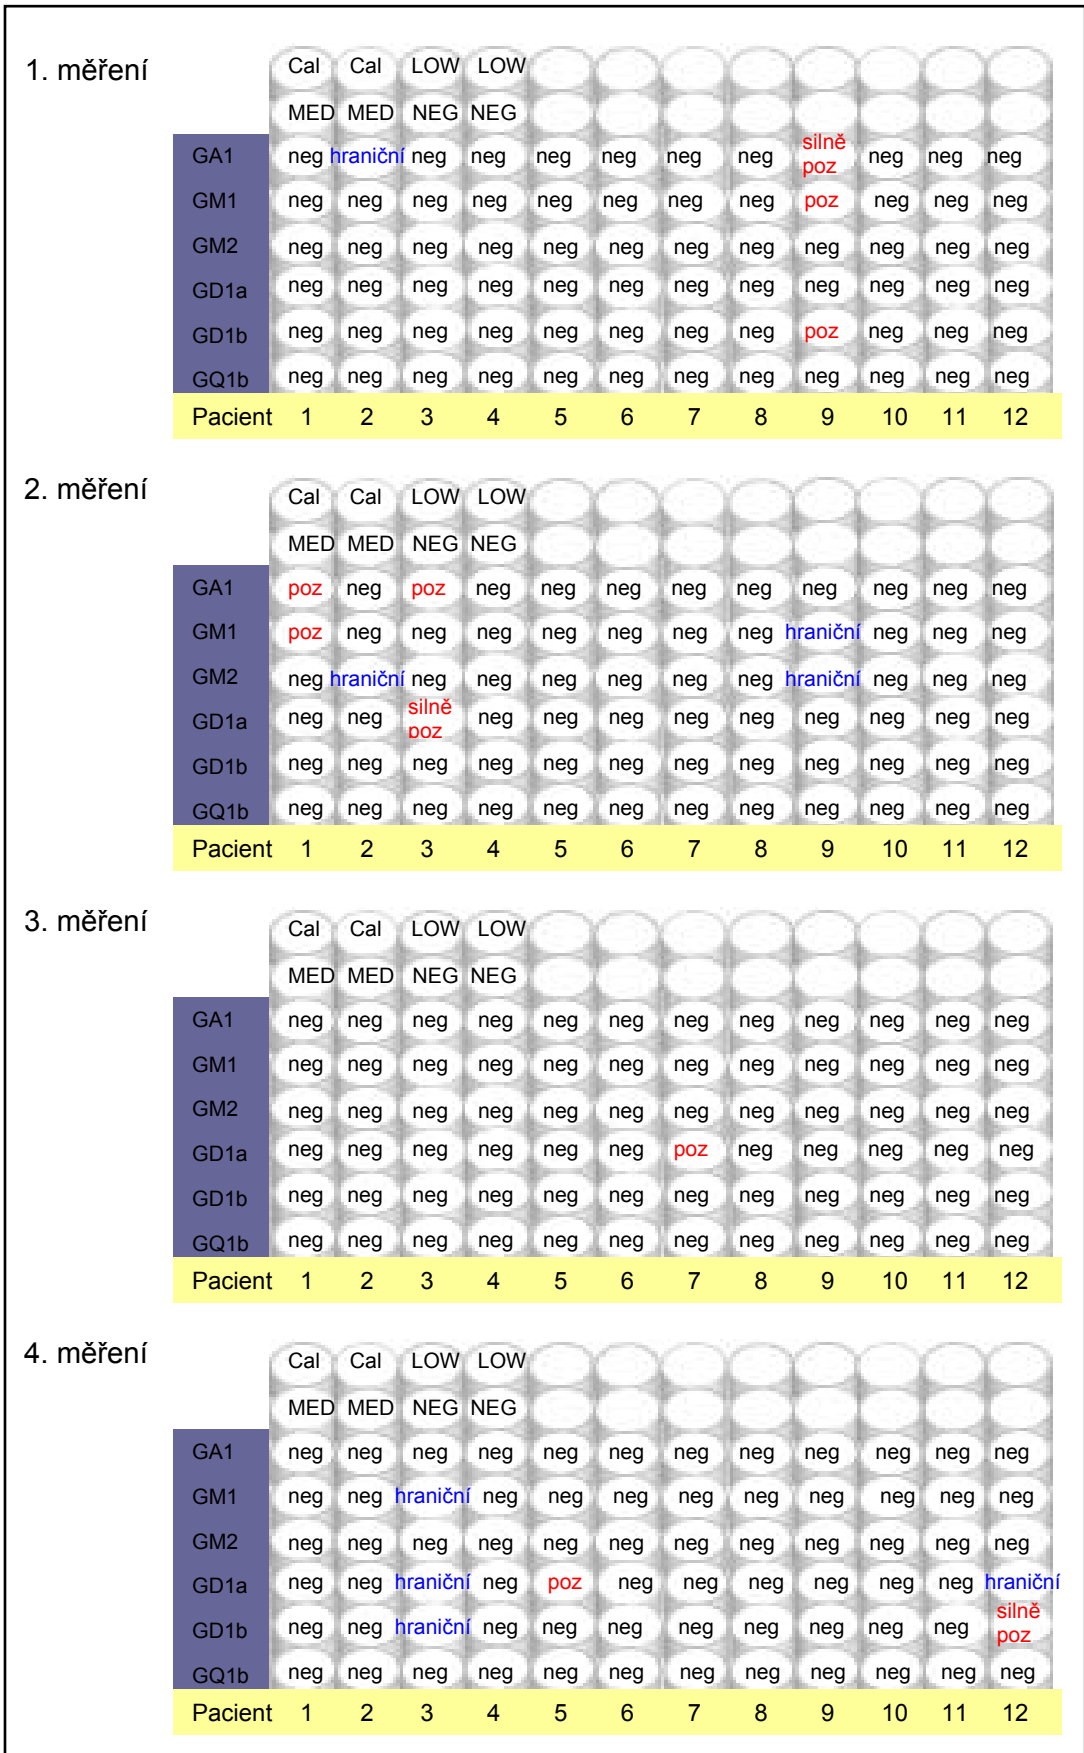 1. měření
Cal Cal LOW LOW
MED MED NEG NEG
GA1 neg hraniční neg neg neg neg neg neg silně poz neg neg neg
GM1 neg neg neg neg neg neg neg neg poz neg neg neg
GM2 neg neg neg neg neg neg neg neg neg neg neg neg
GD1a neg neg neg neg neg neg neg neg neg neg neg neg
GD1b neg neg neg neg neg neg neg neg poz neg neg neg
GQ1b neg neg neg neg neg neg neg neg neg neg neg neg
Pacient 1 2 3 4 5 6 7 8 9 10 11 12
2. měření
Cal Cal LOW LOW
MED MED NEG NEG
GA1 poz neg poz neg neg neg neg neg neg neg neg neg
GM1 poz neg neg neg neg neg neg neg hraniční neg neg neg
GM2 neg hraniční neg neg neg neg neg neg hraniční neg neg neg
GD1a neg neg silně poz neg neg neg neg neg neg neg neg neg
GD1b neg neg neg neg neg neg neg neg neg neg neg neg
GQ1b neg neg neg neg neg neg neg neg neg neg neg neg
Pacient 1 2 3 4 5 6 7 8 9 10 11 12
3. měření
Cal Cal LOW LOW
MED MED NEG NEG
GA1 neg neg neg neg neg neg neg neg neg neg neg neg
GM1 neg neg neg neg neg neg neg neg neg neg neg neg
GM2 neg neg neg neg neg neg neg neg neg neg neg neg
GD1a neg neg neg neg neg neg poz neg neg neg neg neg
GD1b neg neg neg neg neg neg neg neg neg neg neg neg
GQ1b neg neg neg neg neg neg neg neg neg neg neg neg
Pacient 1 2 3 4 5 6 7 8 9 10 11 12
4. měření
Cal Cal LOW LOW
MED MED NEG NEG
GA1 neg neg neg neg neg neg neg neg neg neg neg neg
GM1 neg neg hraniční neg neg neg neg neg neg neg neg neg
GM2 neg neg neg neg neg neg neg neg neg neg neg neg
GD1a neg neg hraniční neg poz neg neg neg neg neg neg hraniční
GD1b neg neg hraniční neg neg neg neg neg neg neg neg silně poz
GQ1b neg neg neg neg neg neg neg neg neg neg neg neg
Pacient 1 2 3 4 5 6 7 8 9 10 11 12